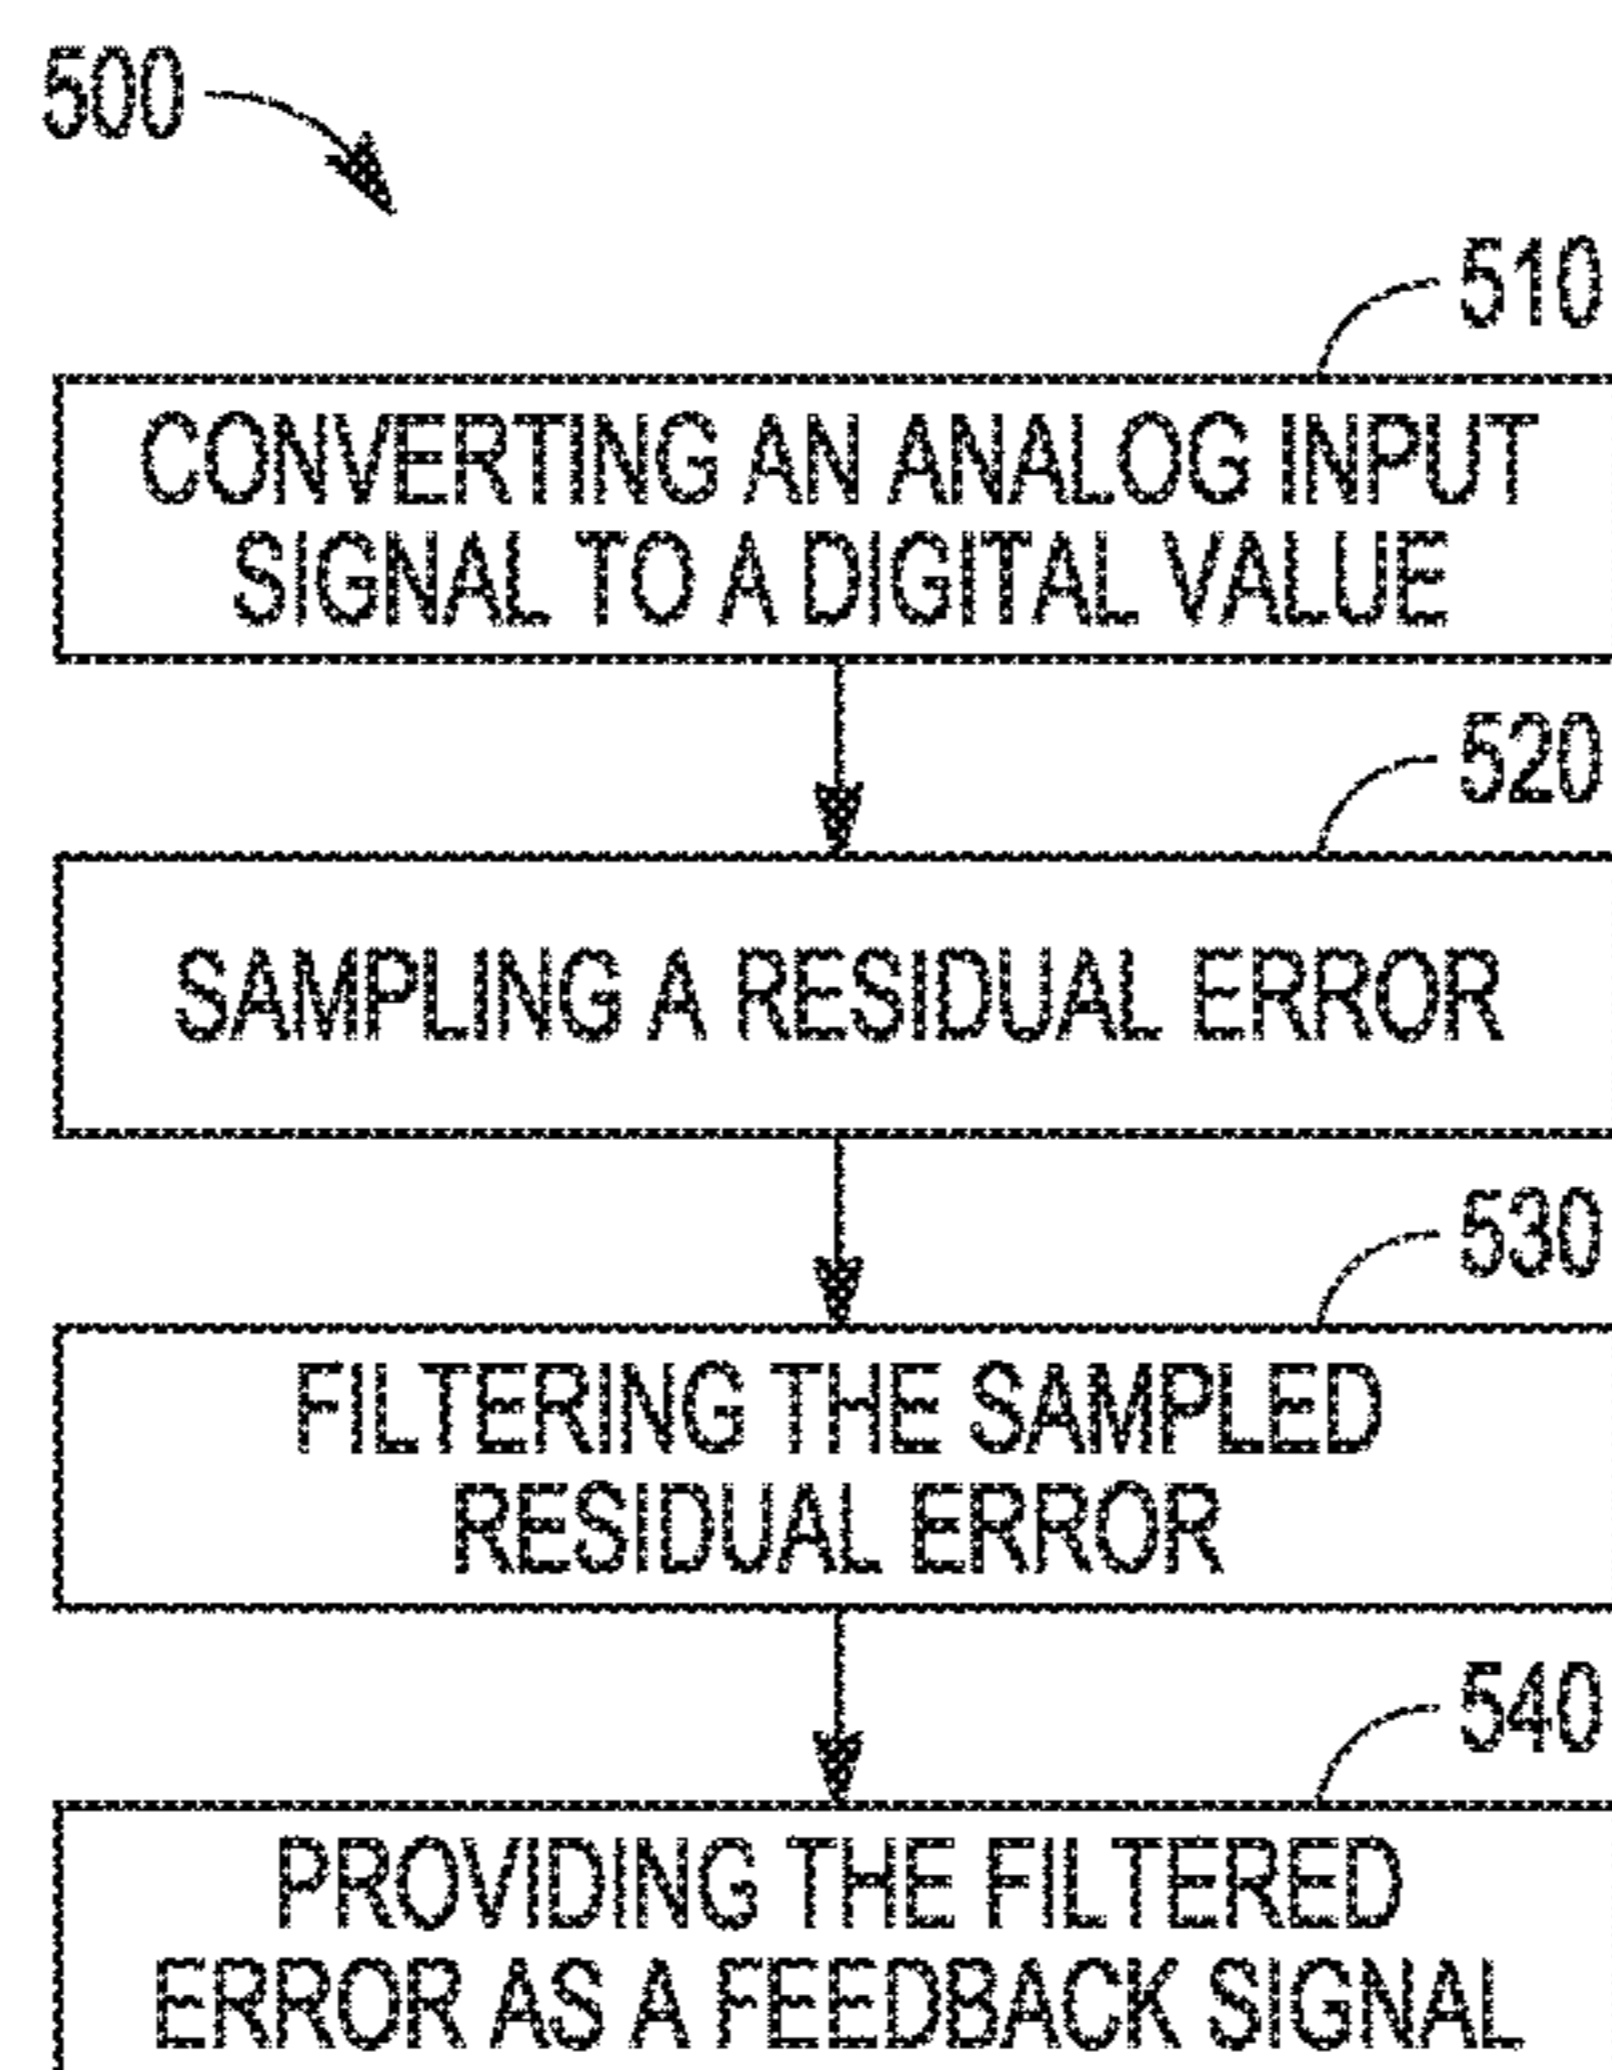 500
510
CONVERTING AN ANALOG INPUT
SIGNAL TO A DIGITAL VALUE
520
SAMPLING A RESIDUAL ERROR
530
FILTERING THE SAMPLED
RESIDUAL ERROR
540
PROVIDING THE FILTERED
ERROR AS A FEEDBACK SIGNAL